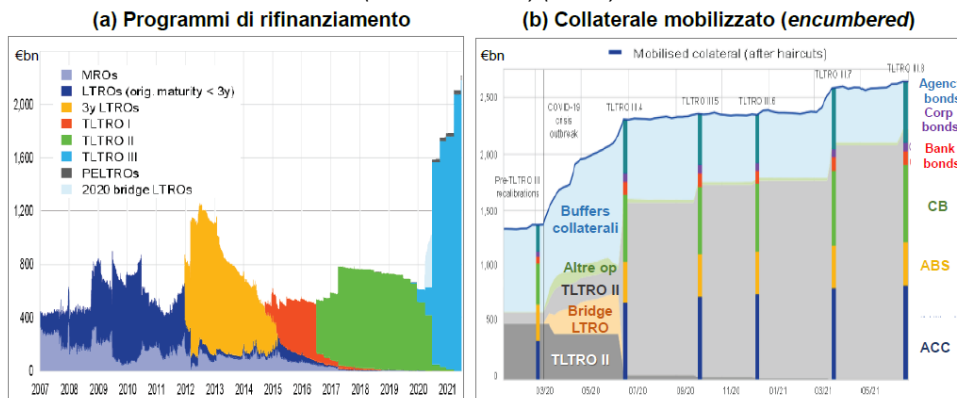 (a) Programmi di rifinanziamento
€bn
MROs
LTROs (orig. maturity < 3y)
3y LTROs
TLTRO I
TLTRO II
TLTRO III
PELTROs
2020 bridge LTROs
2,000
1,600
1,200
800
400
0
2007 2008 2009 2010 2011 2012 2013 2014 2015 2016 2017 2018 2019 2020 2021
(b) Collaterale mobilizzato (encumbered)
€bn
Mobilised colateral (after haircuts)
TLTRO III.8
TLTRO III.7
TLTRO III.4
TLTRO III.5
TLTRO III.6
COVID-19
crisis
outbreak
Pre-TLTRO III
recalibrations
2,500
2,000
1,500
1,000
500
0
Buffers
collaterali
Altre op
TLTRO II
Bridge
LTRO
TLTRO II
Agency
bonds
Corp
bonds
Bank
bonds
CB
ABS
ACC
03/20 05/20 07/20 09/20 11/20 01/21 03/21 05/21